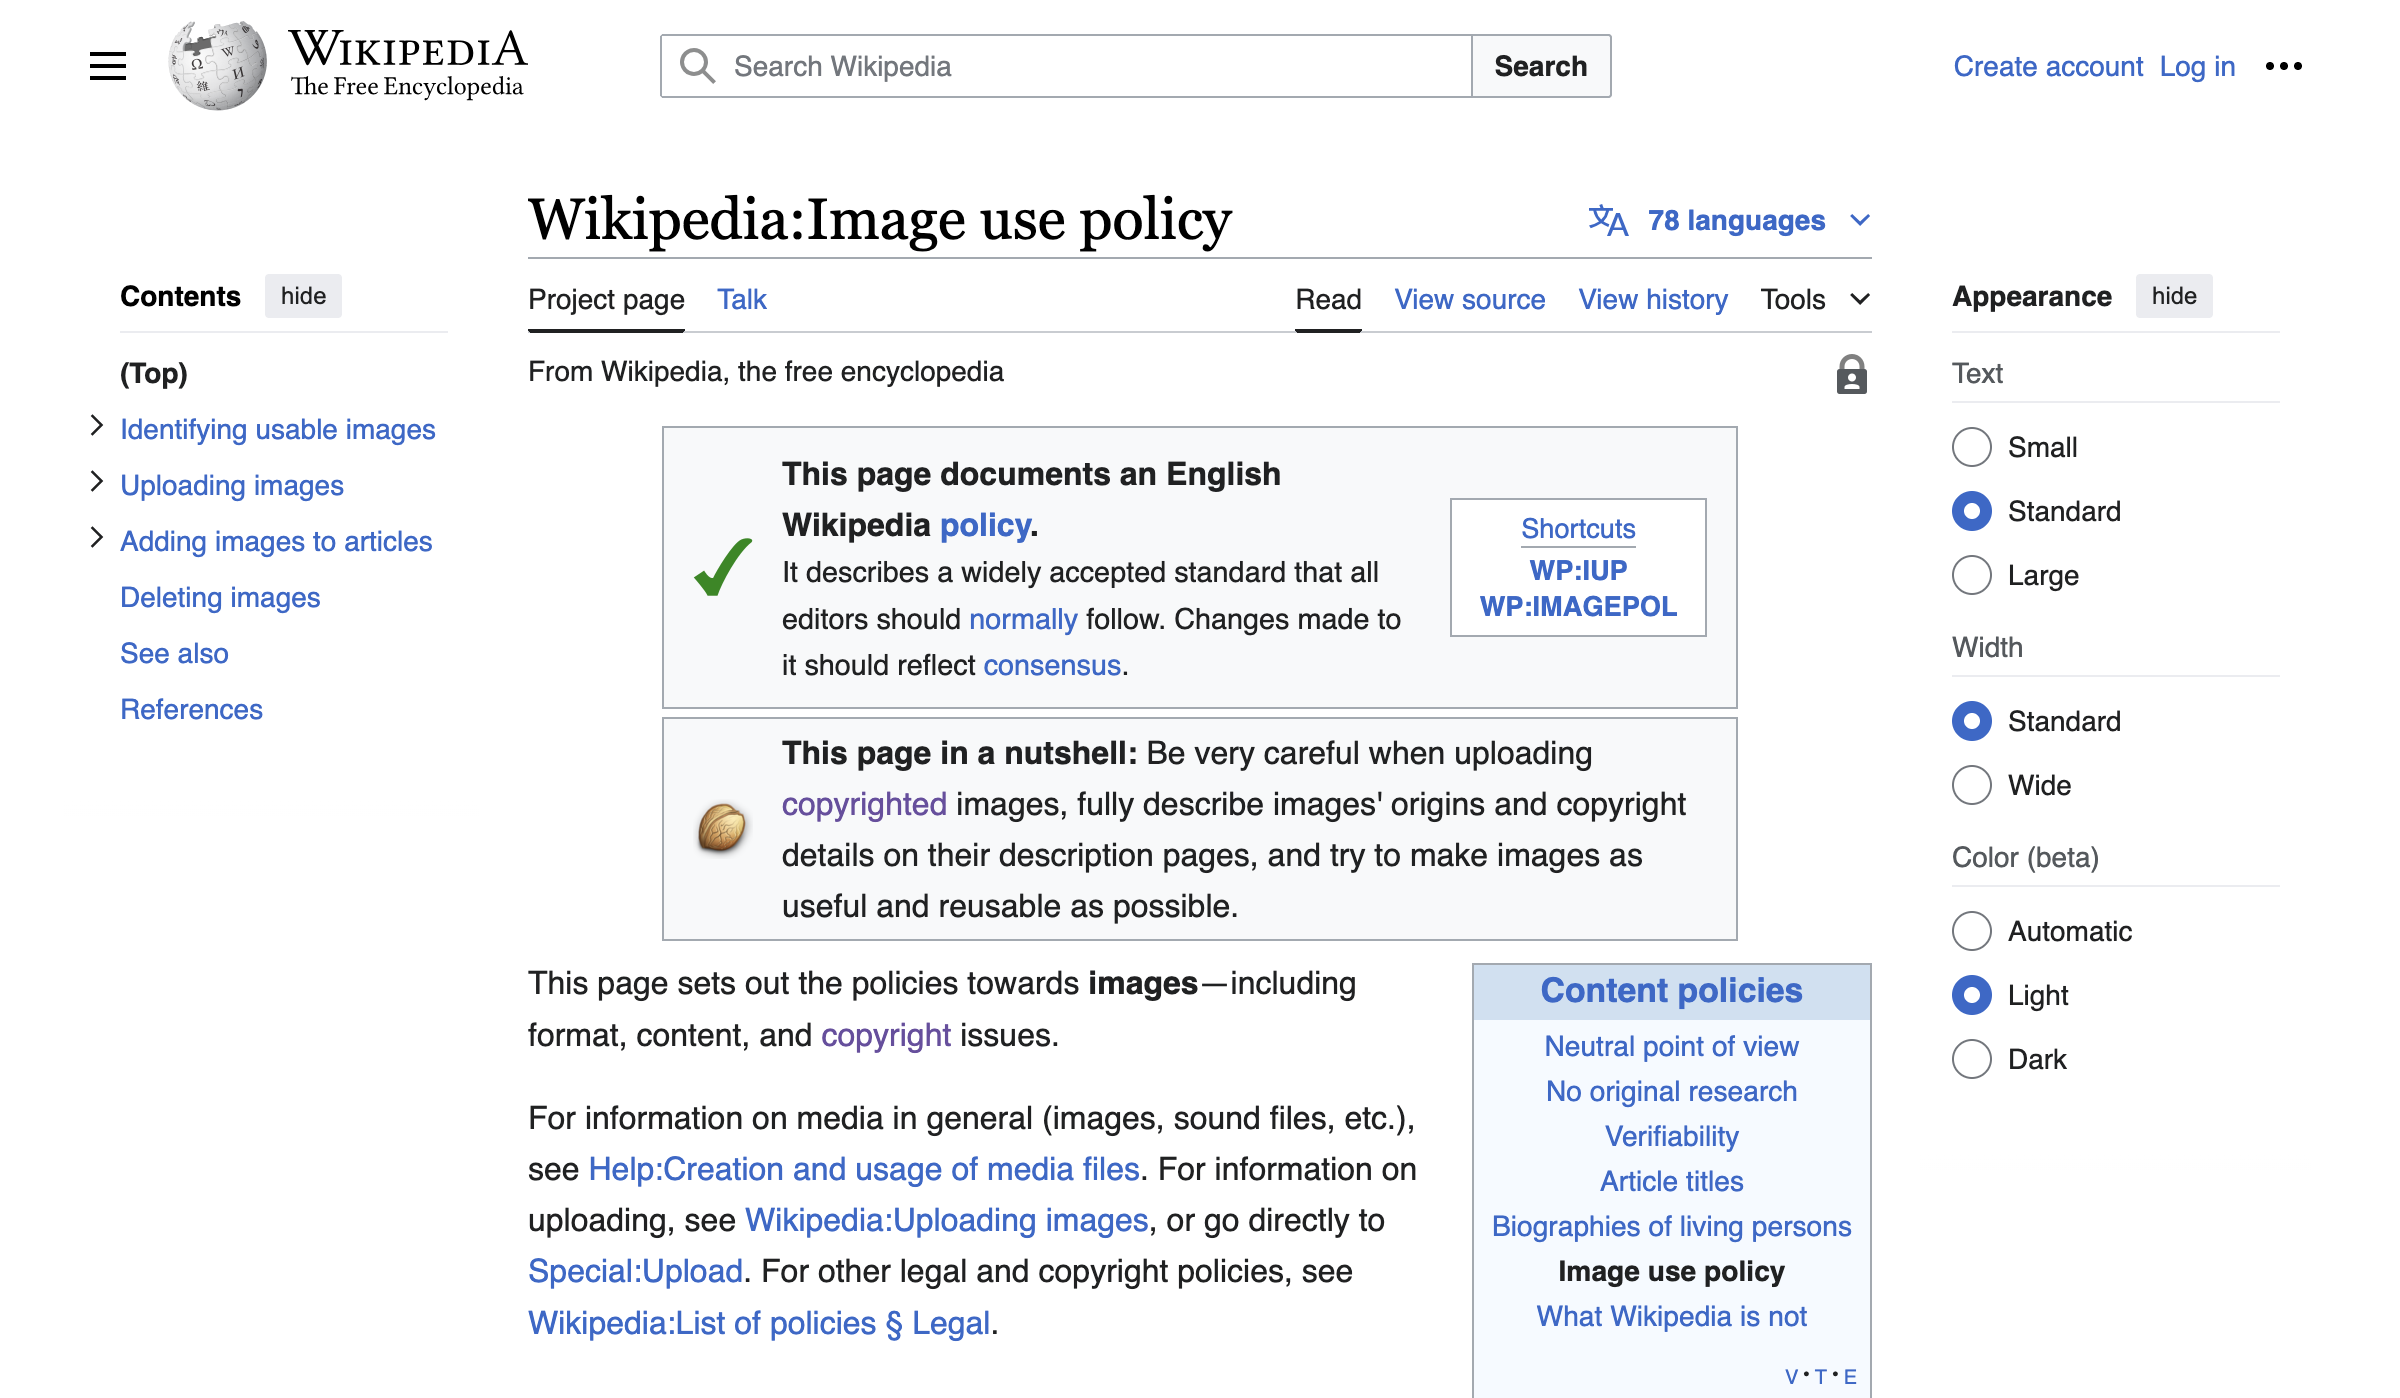 WIKIPEDIA
The Free Encyclopedia
Search Wikipedia
Search
Create account Log in
Wikipedia:Image use policy
78 languages
Contents hide
(Top)
Identifying usable images
Uploading images
Adding images to articles
Deleting images
See also
References
Project page Talk
Read View source View history Tools
From Wikipedia, the free encyclopedia
This page documents an English
Wikipedia policy.
It describes a widely accepted standard that all
editors should normally follow. Changes made to
it should reflect consensus.
Shortcuts
WP:IUP
WP:IMAGEPOL
This page in a nutshell: Be very careful when uploading
copyrighted images, fully describe images' origins and copyright
details on their description pages, and try to make images as
useful and reusable as possible.
This page sets out the policies towards images—including
format, content, and copyright issues.
For information on media in general (images, sound files, etc.),
see Help:Creation and usage of media files. For information on
uploading, see Wikipedia:Uploading images, or go directly to
Special:Upload. For other legal and copyright policies, see
Wikipedia:List of policies § Legal.
Content policies
Neutral point of view
No original research
Verifiability
Article titles
Biographies of living persons
Image use policy
What Wikipedia is not
V · T · E
Appearance hide
Text
Small
Standard
Large
Width
Standard
Wide
Color (beta)
Automatic
Light
Dark